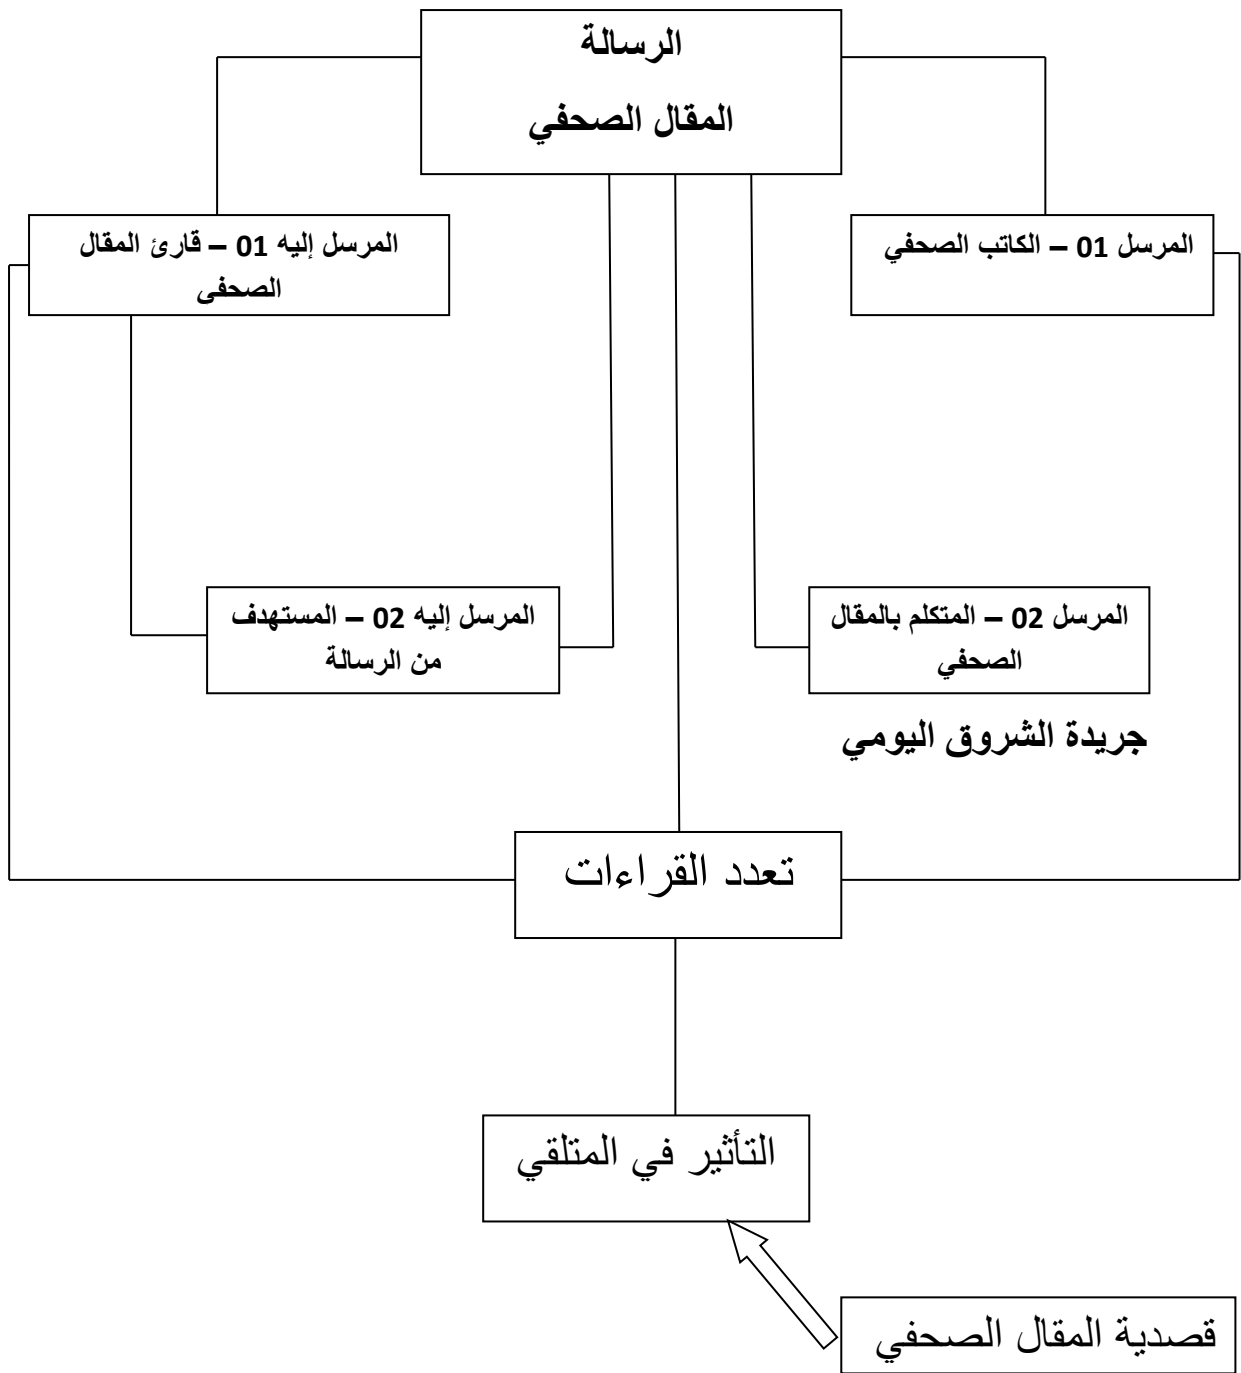 الرسالة
المقال الصحفي
المرسل 01 – الكاتب الصحفي
المرسل إليه 01 – قارئ المقال
الصحفى
المرسل 02 – المتكلم بالمقال
الصحفي
المرسل إليه 02 – المستهدف
من الرسالة
جريدة الشروق اليومي
تعدد القراءات
التأثير في المتلقي
قصدية المقال الصحفي